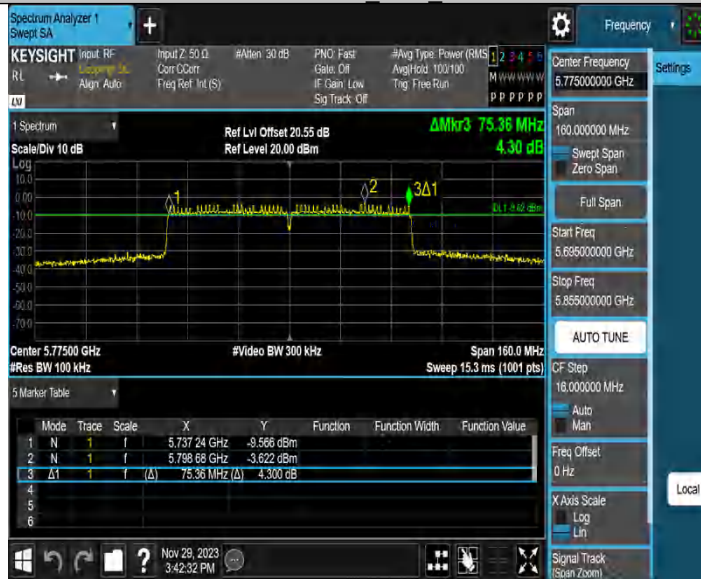 Spectrum Analyzer 1
Swept SA
+
Frequency
KEYSIGHT
Input: RF
Input Z: 50 Ω
#Atten: 30 dB
PNO: Fast
#Avg Type: Power (RMS
1 2 3 4 5 6
RL
Corr CCorr
Gate: Off
Avg|Hold: 100/100
M W W W W W
Align: Auto
Freq Ref: Int (S)
IF Gain: Low
Trig: Free Run
Sig Track: Off
P P P P P P
LXI
Center Frequency
5.775000000 GHz
Settings
Span
160.000000 MHz
Swept Span
Zero Span
Full Span
Start Freq
5.695000000 GHz
Stop Freq
5.855000000 GHz
AUTO TUNE
CF Step
16.000000 MHz
Auto
Man
Freq Offset
0 Hz
X Axis Scale
Log
Lin
Signal Track
(Span Zoom)
Local
1 Spectrum
Ref Lvl Offset 20.55 dB
ΔMkr3 75.36 MHz
Scale/Div 10 dB
Ref Level 20.00 dBm
4.30 dB
Log
10.0
0.00
-10.0
-20.0
-30.0
-40.0
-50.0
-60.0
-70.0
1
2
3Δ1
DL1 -9.62 dBm
Center 5.77500 GHz
#Video BW 300 kHz
Span 160.0 MHz
#Res BW 100 kHz
Sweep 15.3 ms (1001 pts)
5 Marker Table
Mode Trace Scale X Y Function Function Width Function Value
1 N 1 f 5.737 24 GHz -9.566 dBm
2 N 1 f 5.798 68 GHz -3.622 dBm
3 Δ1 1 f (Δ) 75.36 MHz (Δ) 4.300 dB
4
5
6
?
Nov 29, 2023
3:42:32 PM